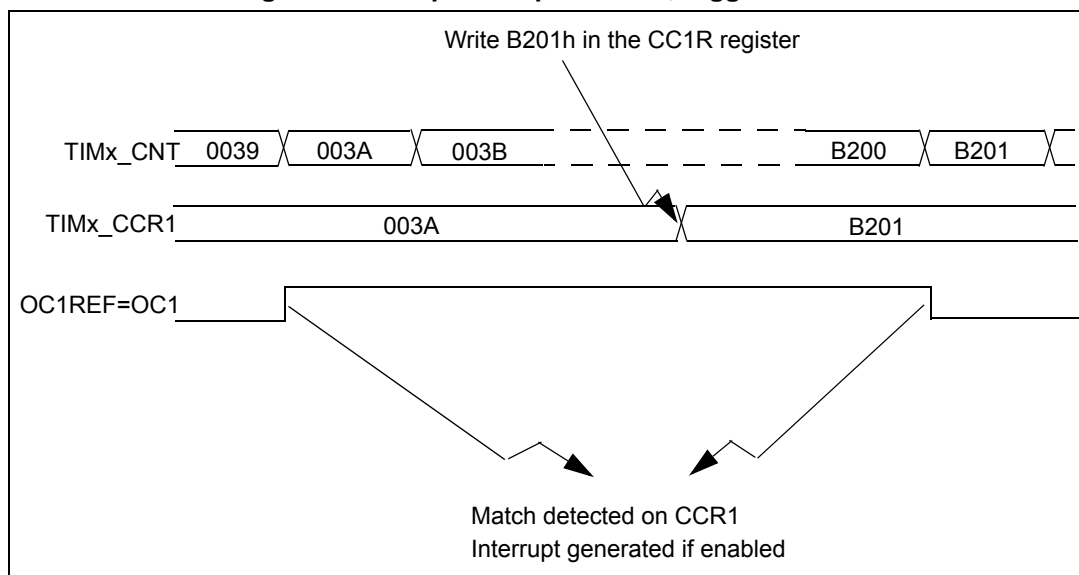 Write B201h in the CC1R register
TIMx_CNT 0039 003A 003B B200 B201
TIMx_CCR1 003A B201
OC1REF=OC1
Match detected on CCR1
Interrupt generated if enabled